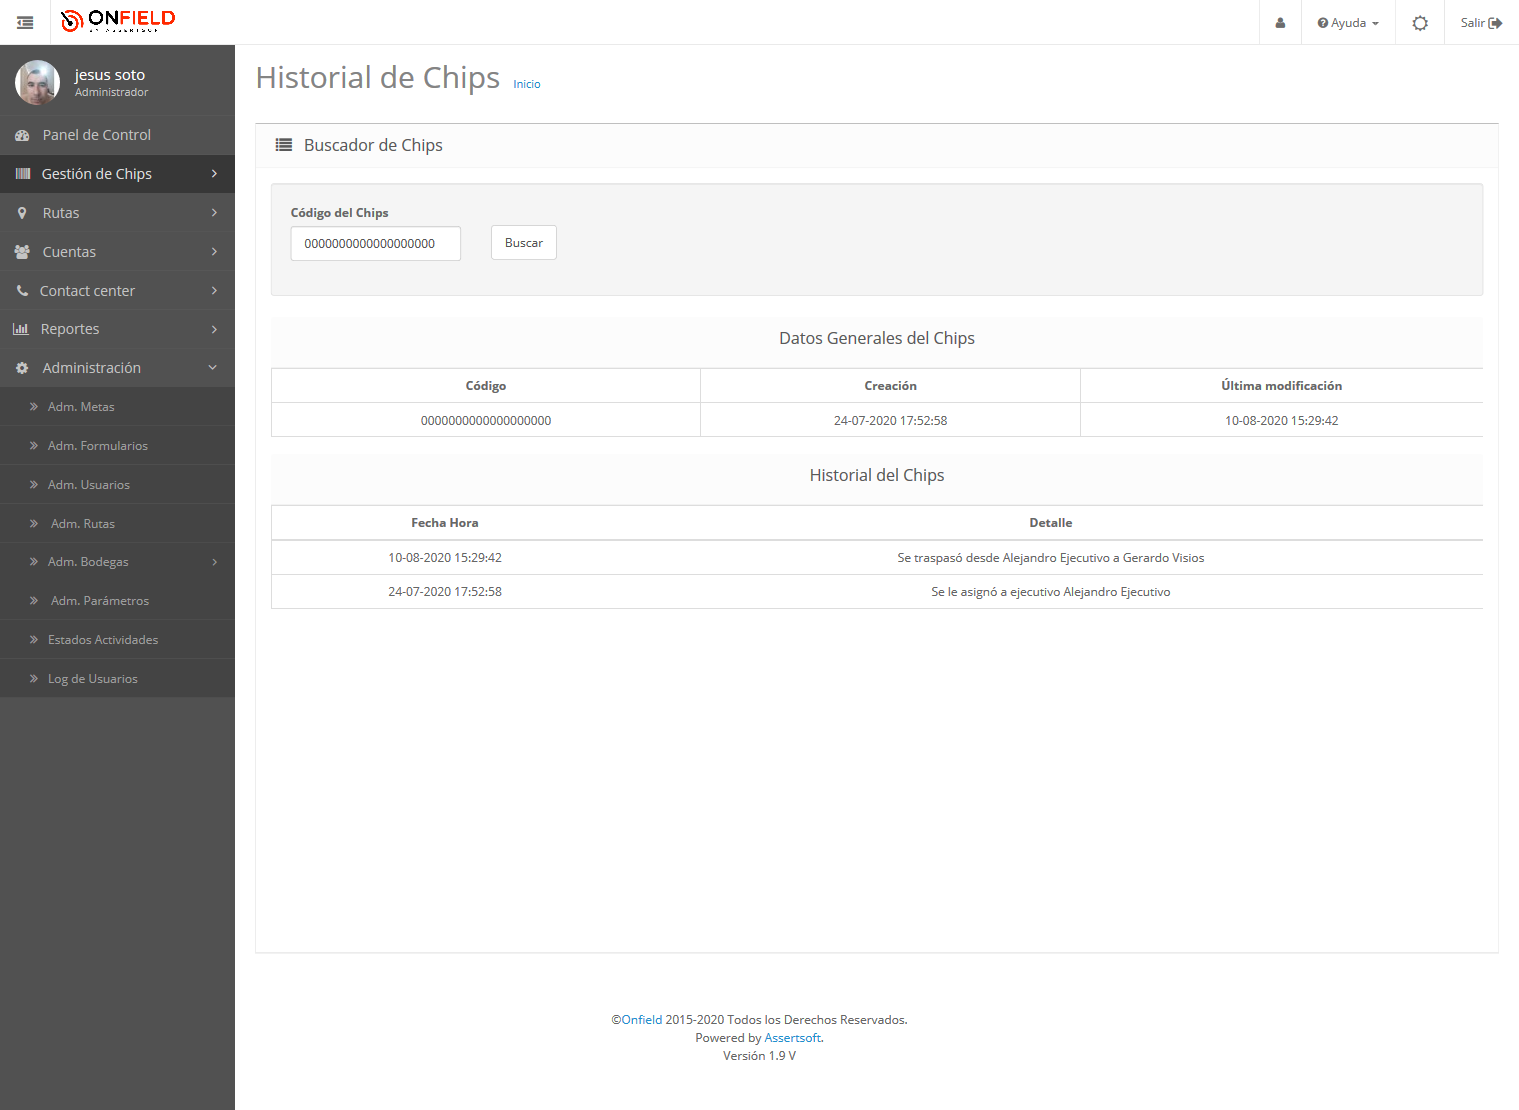 ONFIELD
Ayuda
Salir
jesus soto
Administrador
Panel de Control
Gestión de Chips
Rutas
Cuentas
Contact center
Reportes
Administración
Adm. Metas
Adm. Formularios
Adm. Usuarios
Adm. Rutas
Adm. Bodegas
Adm. Parámetros
Estados Actividades
Log de Usuarios
Historial de Chips Inicio
Buscador de Chips
Código del Chips
0000000000000000000 Buscar
Datos Generales del Chips
Código Creación Última modificación
0000000000000000000 24-07-2020 17:52:58 10-08-2020 15:29:42
Historial del Chips
Fecha Hora Detalle
10-08-2020 15:29:42 Se traspasó desde Alejandro Ejecutivo a Gerardo Visios
24-07-2020 17:52:58 Se le asignó a ejecutivo Alejandro Ejecutivo
©Onfield 2015-2020 Todos los Derechos Reservados.
Powered by Assertsoft.
Versión 1.9 V